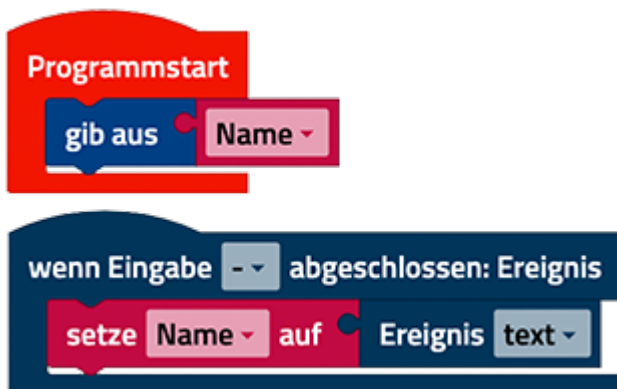 Programmstart
gib aus Name
wenn Eingabe - abgeschlossen: Ereignis
setze Name auf Ereignis text